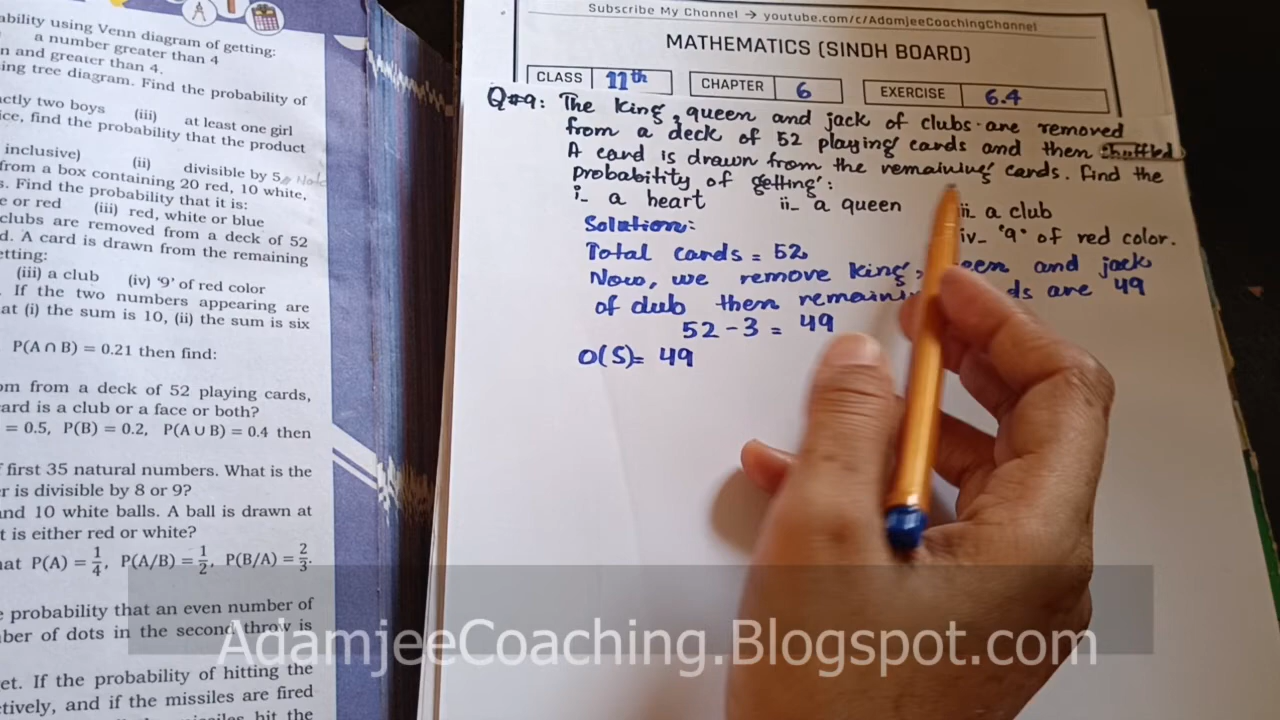 ability using Venn diagram of getting:
a number greater than 4
n and greater than 4.
ing tree diagram. Find the probability of
actly two boys (iii) at least one girl
ice, find the probability that the product
inclusive) (ii) divisible by 5
from a box containing 20 red, 10 white,
s. Find the probability that it is:
e or red (iii) red, white or blue
clubs are removed from a deck of 52
d. A card is drawn from the remaining
etting:
(iii) a club (iv) '9' of red color
. If the two numbers appearing are
at (i) the sum is 10, (ii) the sum is six
P(A ∩ B) = 0.21 then find:
om from a deck of 52 playing cards,
card is a club or a face or both?
= 0.5, P(B) = 0.2, P(A ∪ B) = 0.4 then
f first 35 natural numbers. What is the
er is divisible by 8 or 9?
and 10 white balls. A ball is drawn at
t is either red or white?
hat P(A) = 1/4, P(A/B) = 1/2, P(B/A) = 2/3.
e probability that an even number of
ber of dots in the second throw is
et. If the probability of hitting the
ctively, and if the missiles are fired
Subscribe My Channel → youtube.com/c/AdamjeeCoachingChannel
MATHEMATICS (SINDH BOARD)
CLASS 11th CHAPTER 6 EXERCISE 6.4
Q#9: The king, queen and jack of clubs are removed
from a deck of 52 playing cards and then shuffled
A card is drawn from the remaining cards. Find the
probability of getting:
i_ a heart ii_ a queen ii_ a club
iv_ '9' of red color.
Solution:
Total cards = 52
Now, we remove king, een and jack
of club then remaini ds are 49
52 - 3 = 49
O(S)= 49
AdamjeeCoaching.Blogspot.com